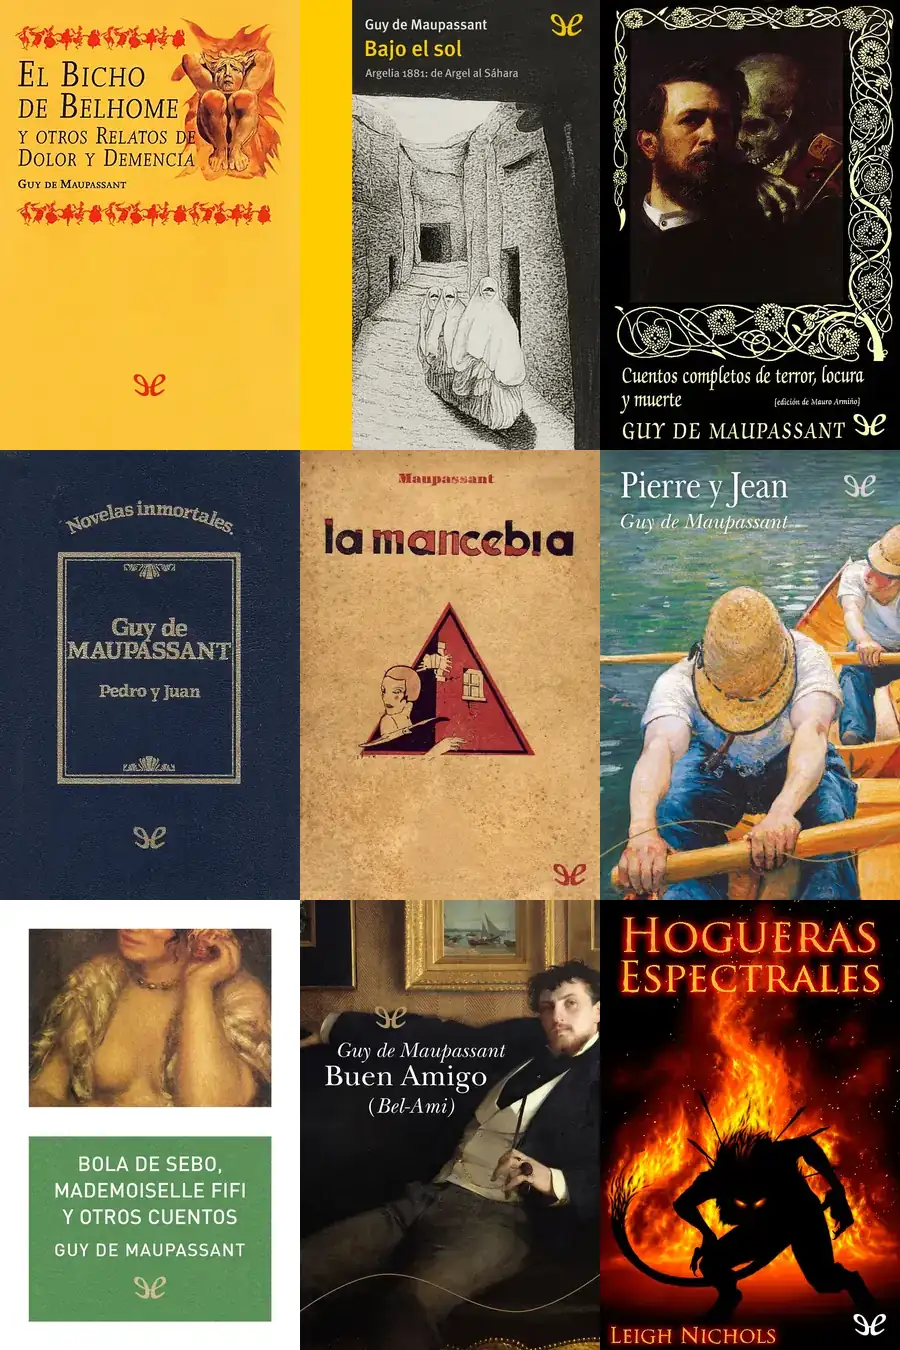 El Bicho
de Belhome
y otros Relatos de
Dolor y Demencia
Guy de Maupassant
Guy de Maupassant
Bajo el sol
Argelia 1881: de Argel al Sáhara
Cuentos completos de terror, locura
y muerte
[edición de Mauro Armiño]
GUY DE MAUPASSANT
Novelas inmortales.
Guy de
MAUPASSANT
Pedro y Juan
Maupassant
la mancebia
Pierre y Jean
Guy de Maupassant
BOLA DE SEBO,
MADEMOISELLE FIFI
Y OTROS CUENTOS
GUY DE MAUPASSANT
Guy de Maupassant
Buen Amigo
(Bel-Ami)
HOGUERAS
ESPECTRALES
LEIGH NICHOLS